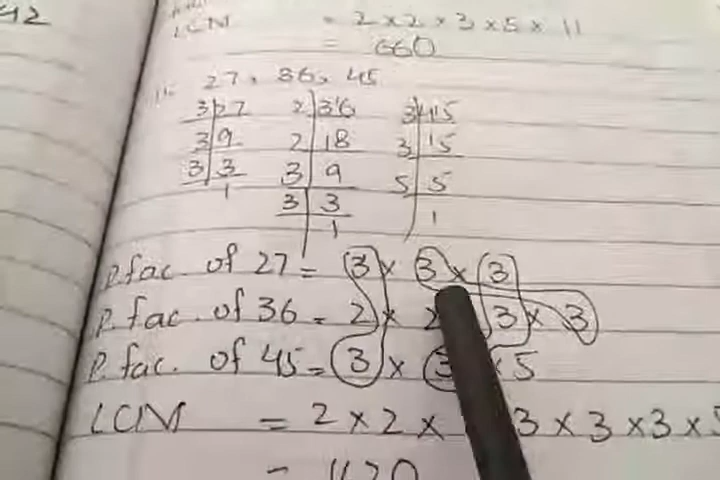 42
LCM = 2 × 2 × 3 × 5 × 11
= 660
27, 36, 45
3 27 2 36 3 45
3 9 2 18 3 15
3 3 3 9 5 5
1 3 3 1
1
P. fac. of 27 = 3 × 3 × 3
P. fac. of 36 = 2 × 2 3 × 3
P. fac. of 45 = 3 × 3 × 5
LCM = 2 × 2 × 3 × 3 × 3 ×
=